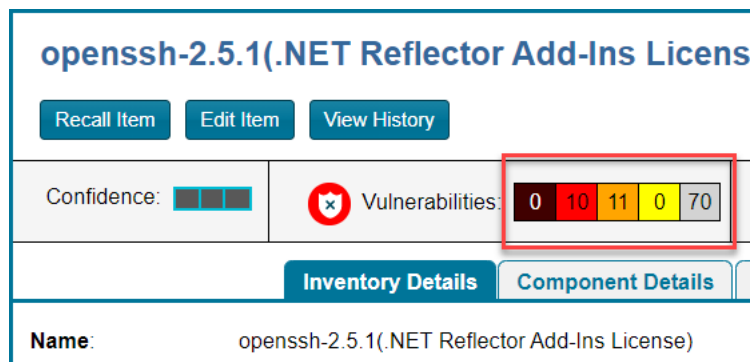 openssh-2.5.1(.NET Reflector Add-Ins Licens
Recall Item Edit Item View History
Confidence: Vulnerabilities: 0 10 11 0 70
Inventory Details Component Details
Name: openssh-2.5.1(.NET Reflector Add-Ins License)